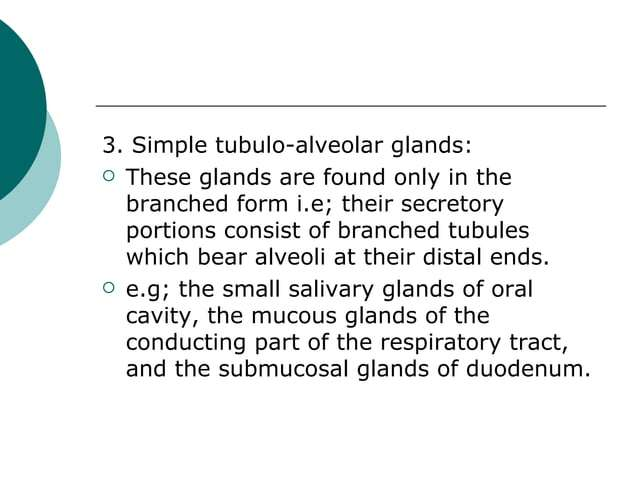 3. Simple tubulo-alveolar glands:
These glands are found only in the
branched form i.e; their secretory
portions consist of branched tubules
which bear alveoli at their distal ends.
e.g; the small salivary glands of oral
cavity, the mucous glands of the
conducting part of the respiratory tract,
and the submucosal glands of duodenum.